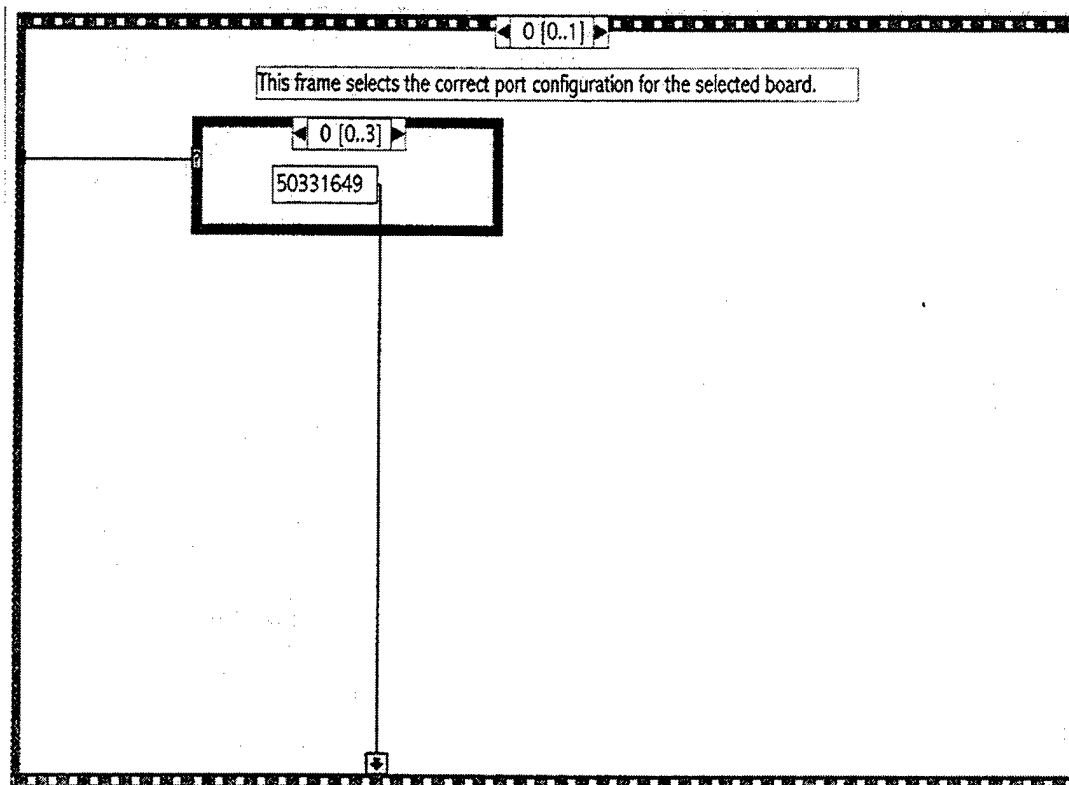 0 [0..1]
This frame selects the correct port configuration for the selected board.
0 [0..3]
?
50331649